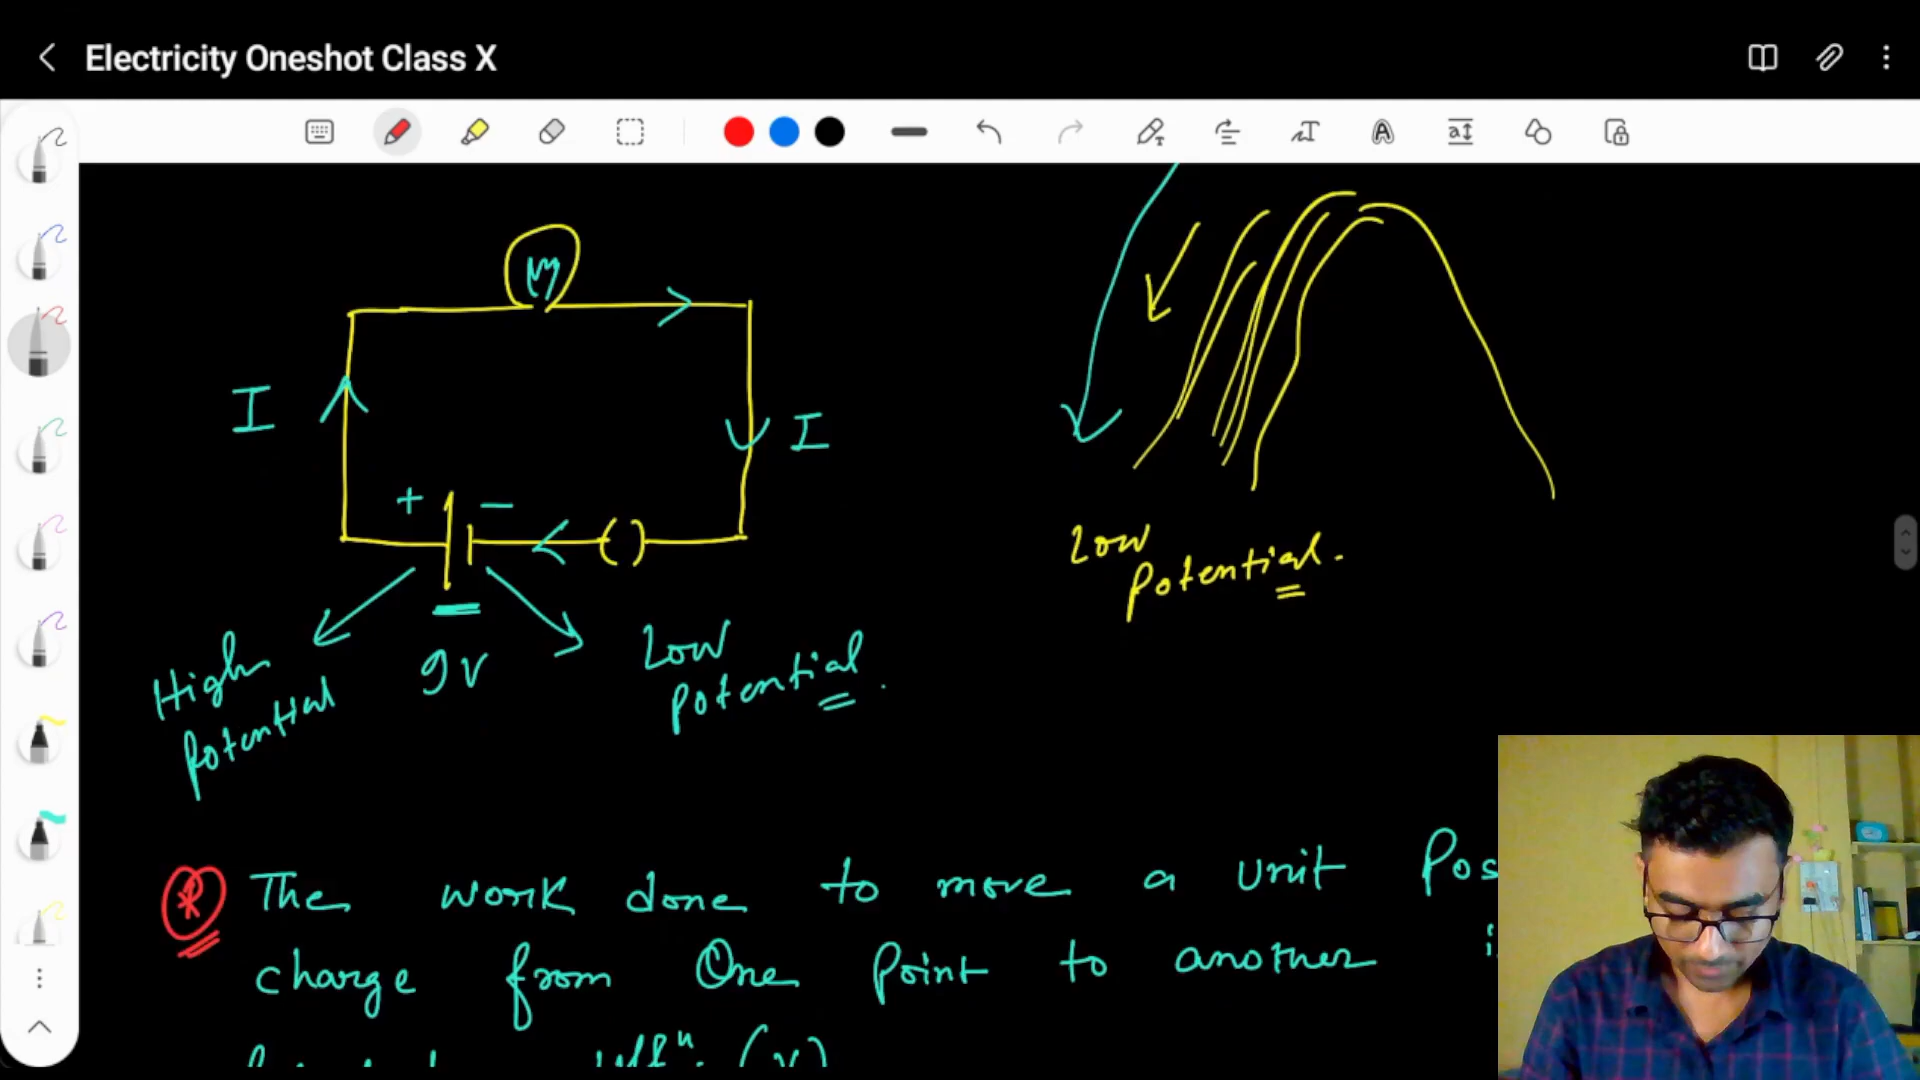 Electricity Oneshot Class X
I
I
+ −
9V
High
Potential
Low
Potential.
Low
Potential.
The work done to move a unit Pos
charge from One Point to another i
diffⁿ. (V)